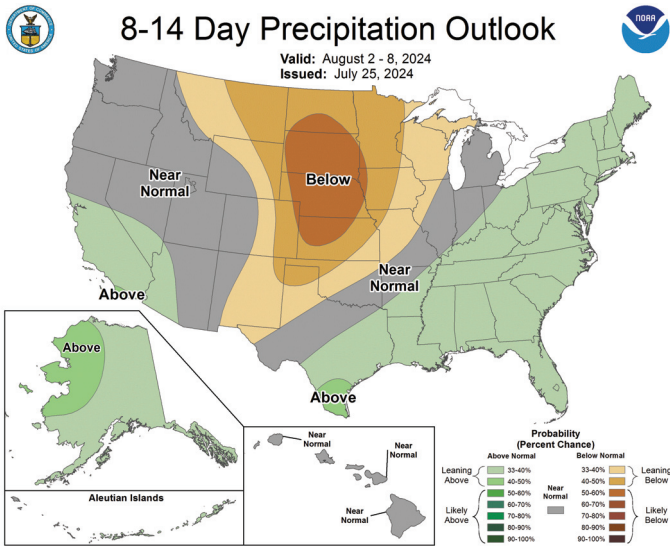 8-14 Day Precipitation Outlook
NOAA
Valid: August 2 - 8, 2024
Issued: July 25, 2024
Near
Normal
Below
Near
Normal
Above
Above
Above
Aleutian Islands
Near
Normal
Near
Normal
Near
Normal
Probability
(Percent Chance)
Above Normal Below Normal
Leaning
Above
33-40%
40-50%
Likely
Above
50-60%
60-70%
70-80%
80-90%
90-100%
Near
Normal
33-40%
40-50%
Leaning
Below
50-60%
60-70%
70-80%
80-90%
90-100%
Likely
Below